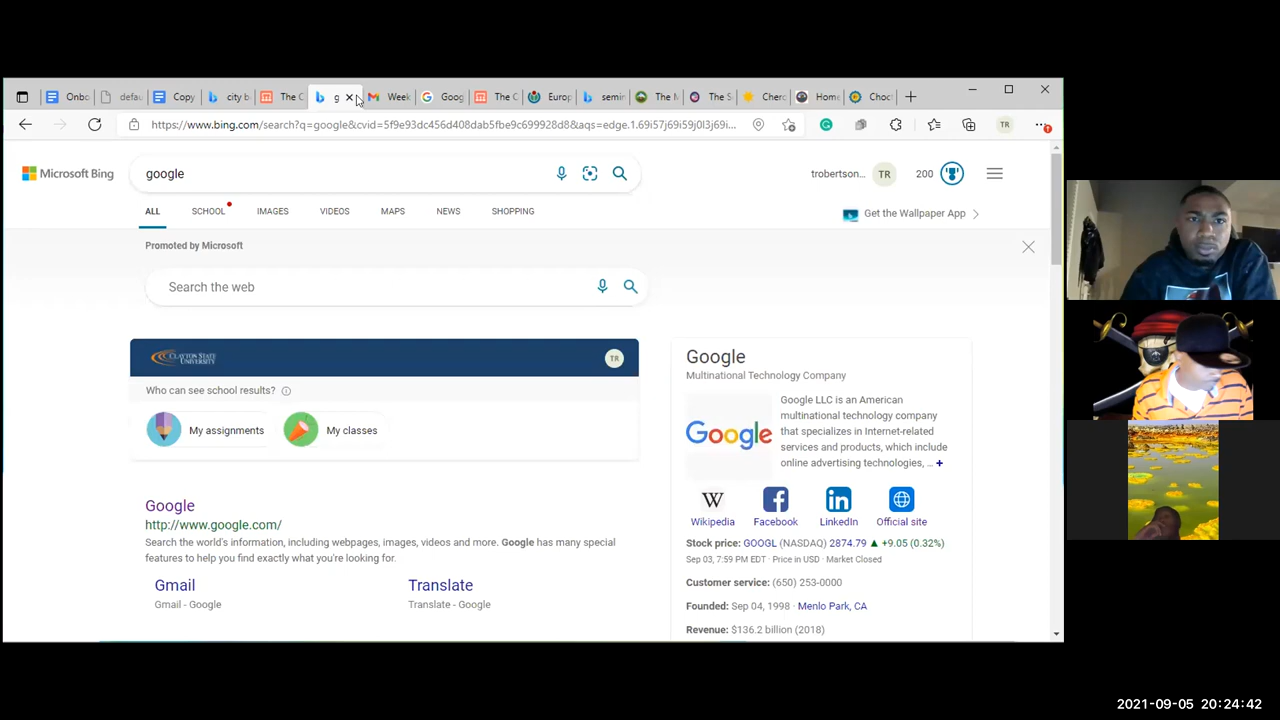 Onbo
defau
Copy
city b
The C
g
Week
Goog
The C
Europ
semin
The M
The S
Chero
Home
Choct
https://www.bing.com/search?q=google&cvid=5f9e93dc456d408dab5fbe9c699928d8&aqs=edge.1.69i57j69i59j0l3j69i...
TR
Microsoft Bing
google
trobertson...
TR
200
ALL
SCHOOL
IMAGES
VIDEOS
MAPS
NEWS
SHOPPING
Get the Wallpaper App
Promoted by Microsoft
Search the web
CLAYTON STATE
UNIVERSITY
TR
Who can see school results?
My assignments
My classes
Google
http://www.google.com/
Search the world's information, including webpages, images, videos and more. Google has many special
features to help you find exactly what you're looking for.
Gmail
Gmail - Google
Translate
Translate - Google
Google
Multinational Technology Company
Google
Google LLC is an American
multinational technology company
that specializes in Internet-related
services and products, which include
online advertising technologies, ... +
W
Wikipedia
Facebook
LinkedIn
Official site
Stock price: GOOGL (NASDAQ) 2874.79 ▲ +9.05 (0.32%)
Sep 03, 7:59 PM EDT · Price in USD · Market Closed
Customer service: (650) 253-0000
Founded: Sep 04, 1998 · Menlo Park, CA
Revenue: $136.2 billion (2018)
2021-09-05 20:24:42